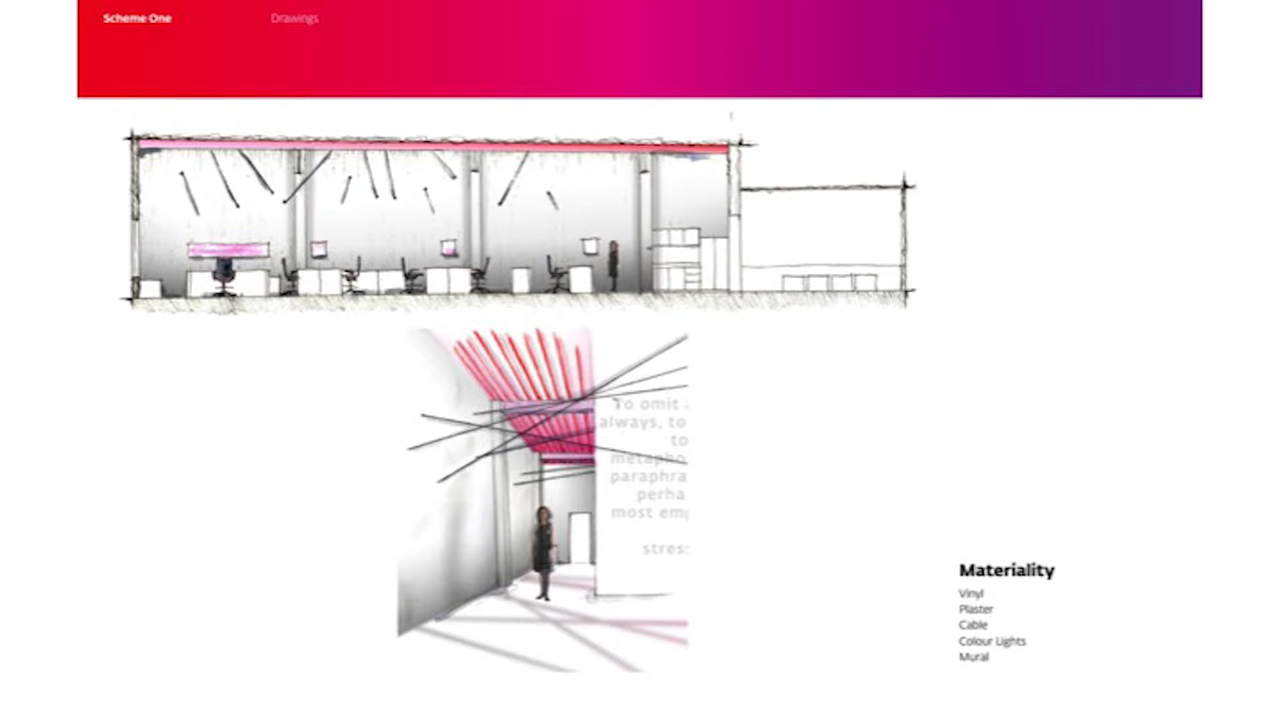 Scheme One
Drawings
To omit
always, to
to
metapho
paraphra
perha
most emp
stres
Materiality
Vinyl
Plaster
Cable
Colour Lights
Mural